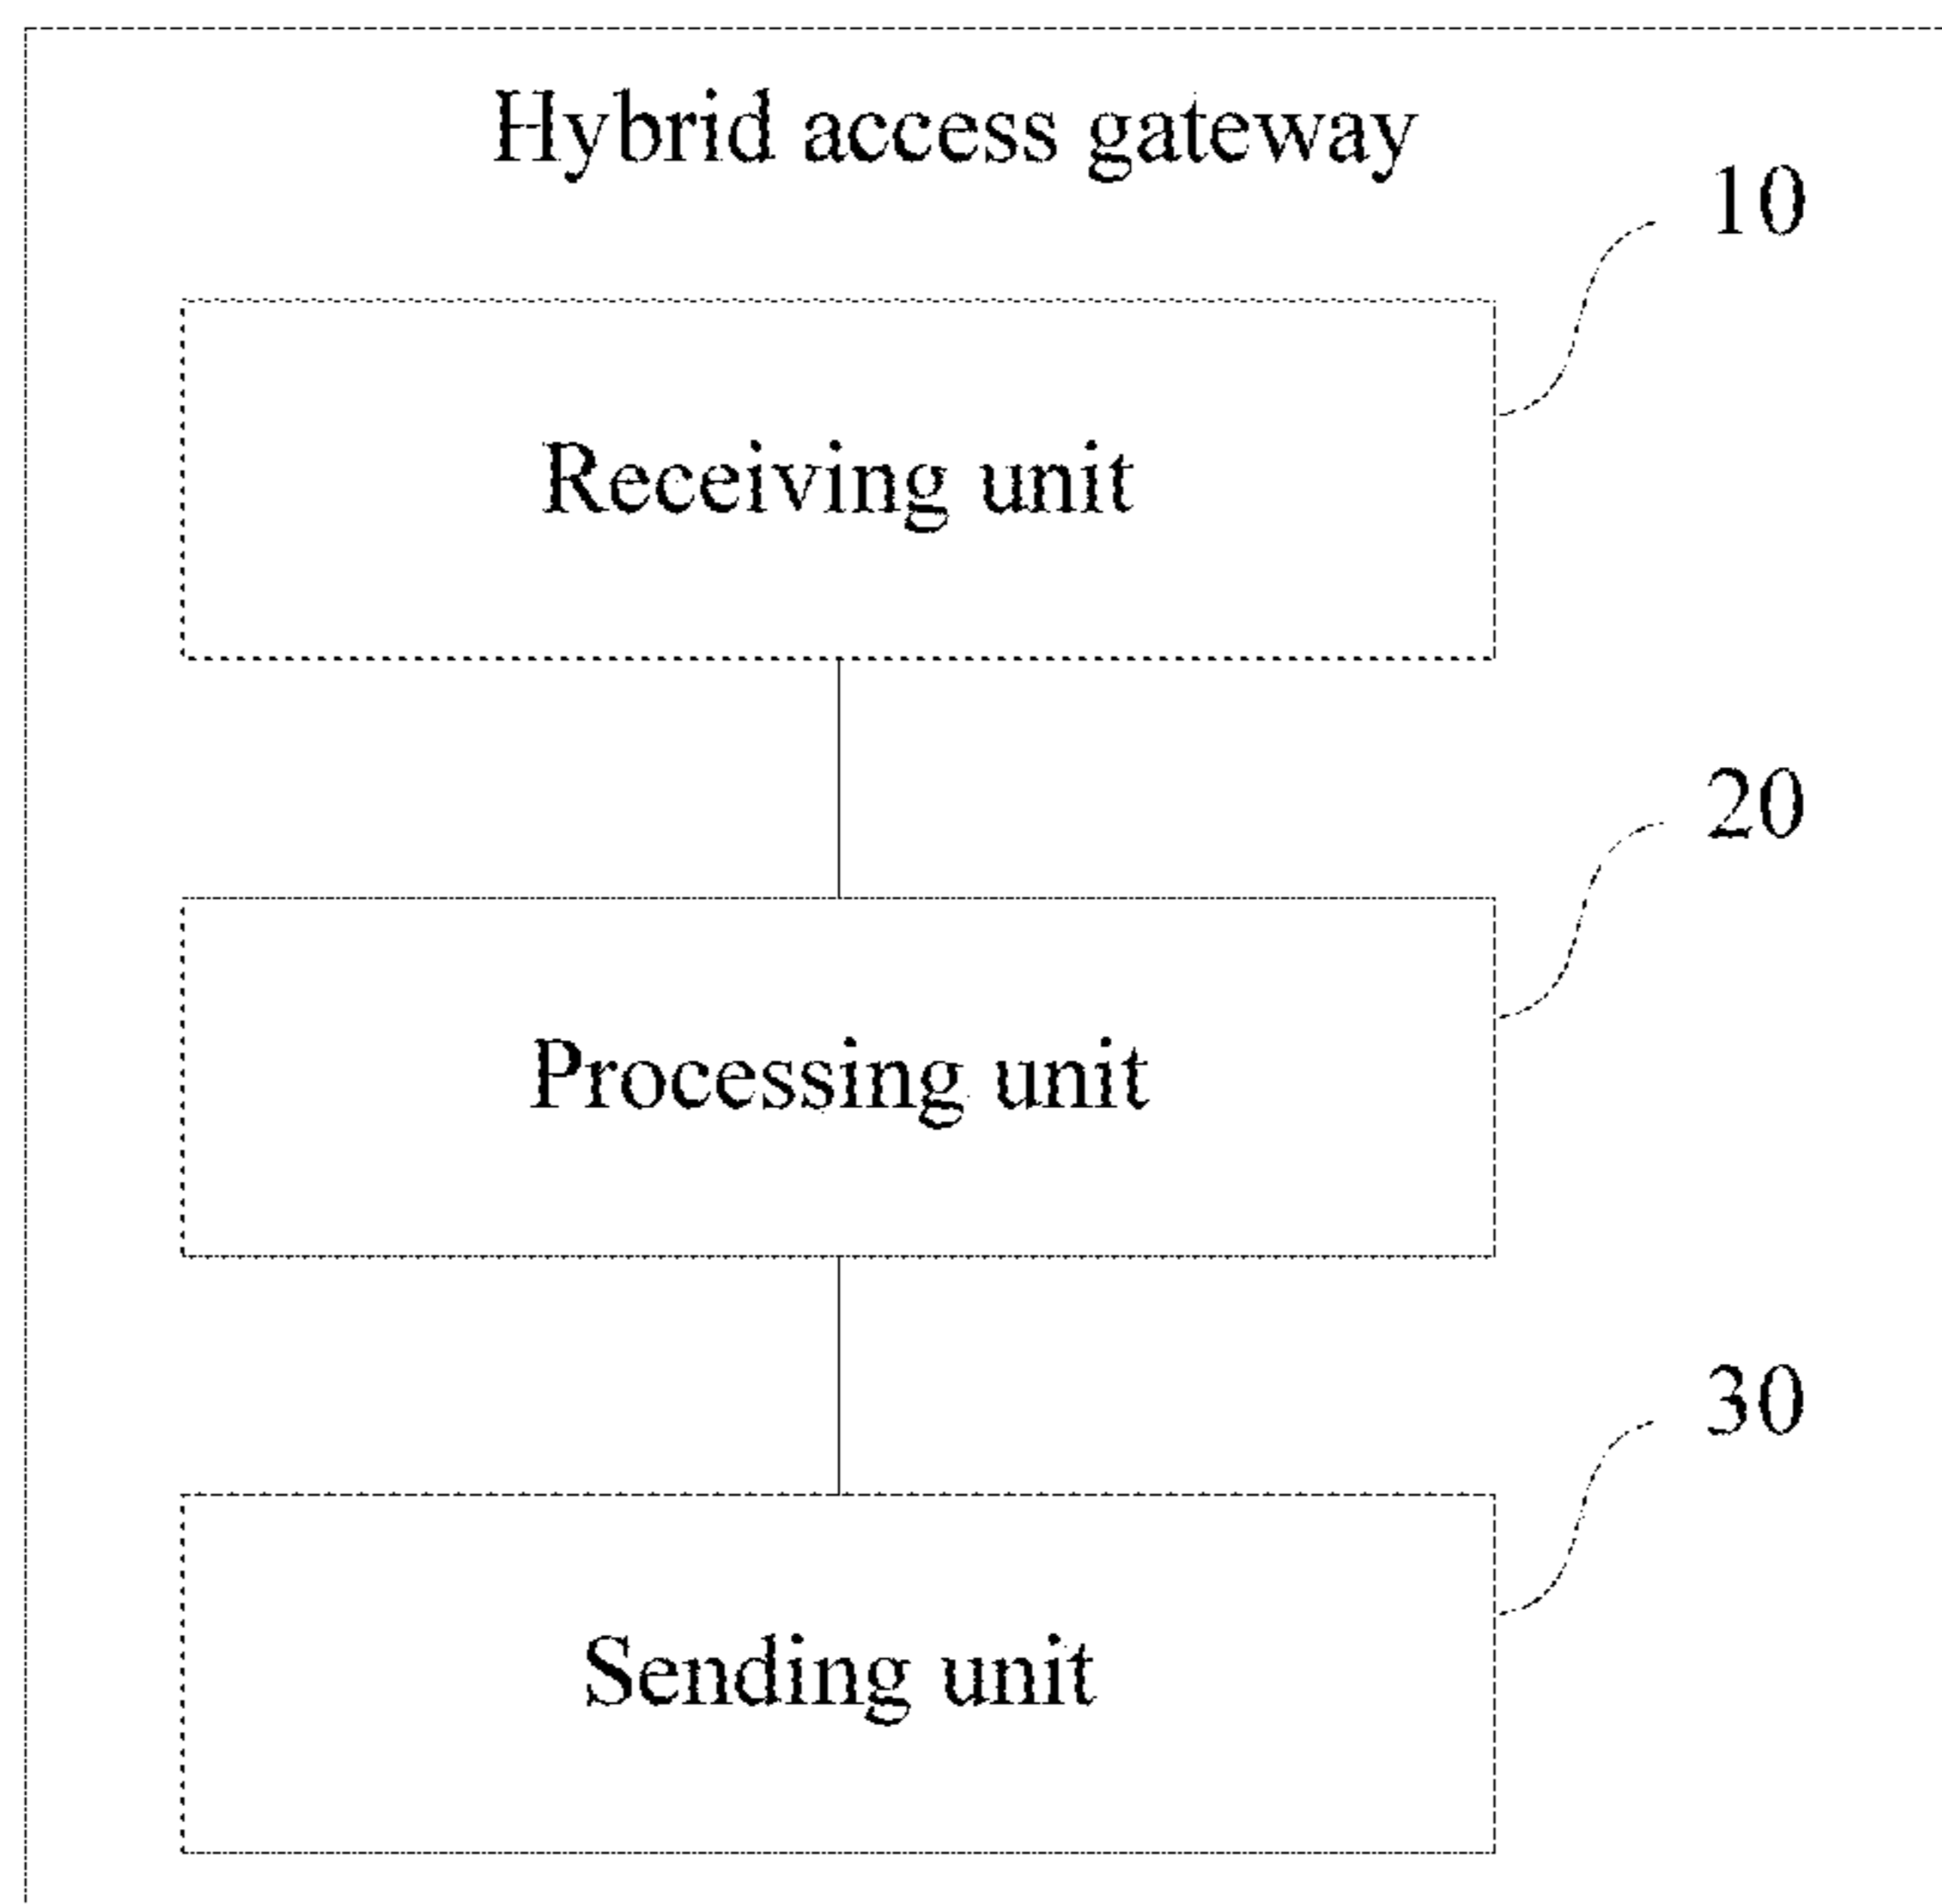 Hybrid access gateway
10
Receiving unit
20
Processing unit
30
Sending unit